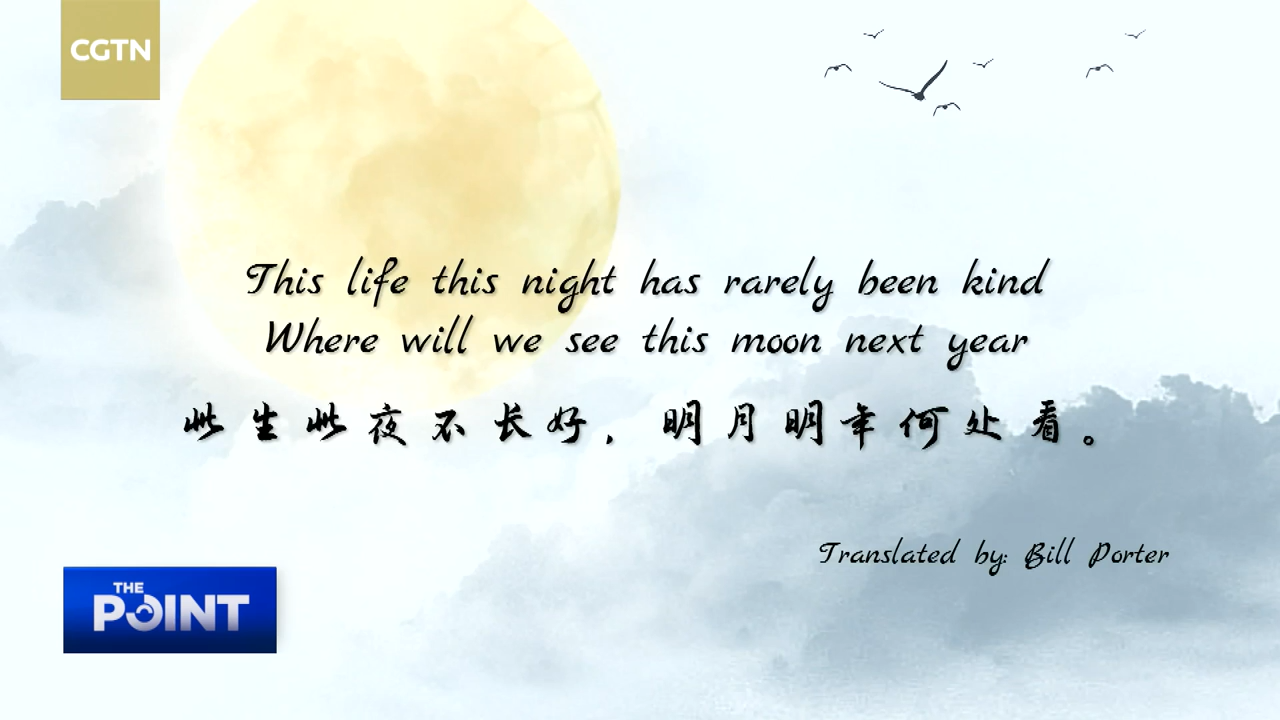 CGTN
This life this night has rarely been kind
Where will we see this moon next year
此生此夜不长好，明月明年何处看。
Translated by: Bill Porter
THE
POINT